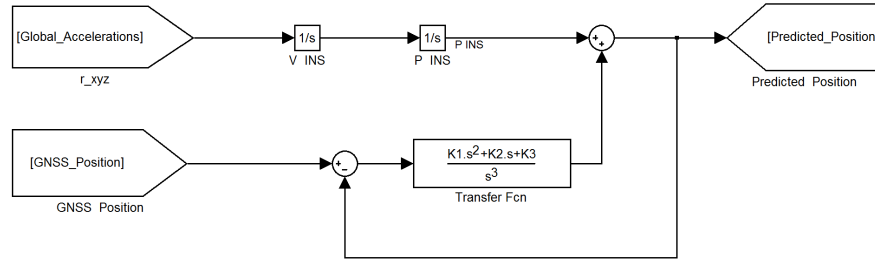 [Global_Accelerations]
r_xyz
1/s
V INS
1/s
P INS
P INS
+
+
[Predicted_Position
Predicted Position
[GNSS_Position]
GNSS Position
+
−
K1.s²+K2.s+K3
s³
Transfer Fcn